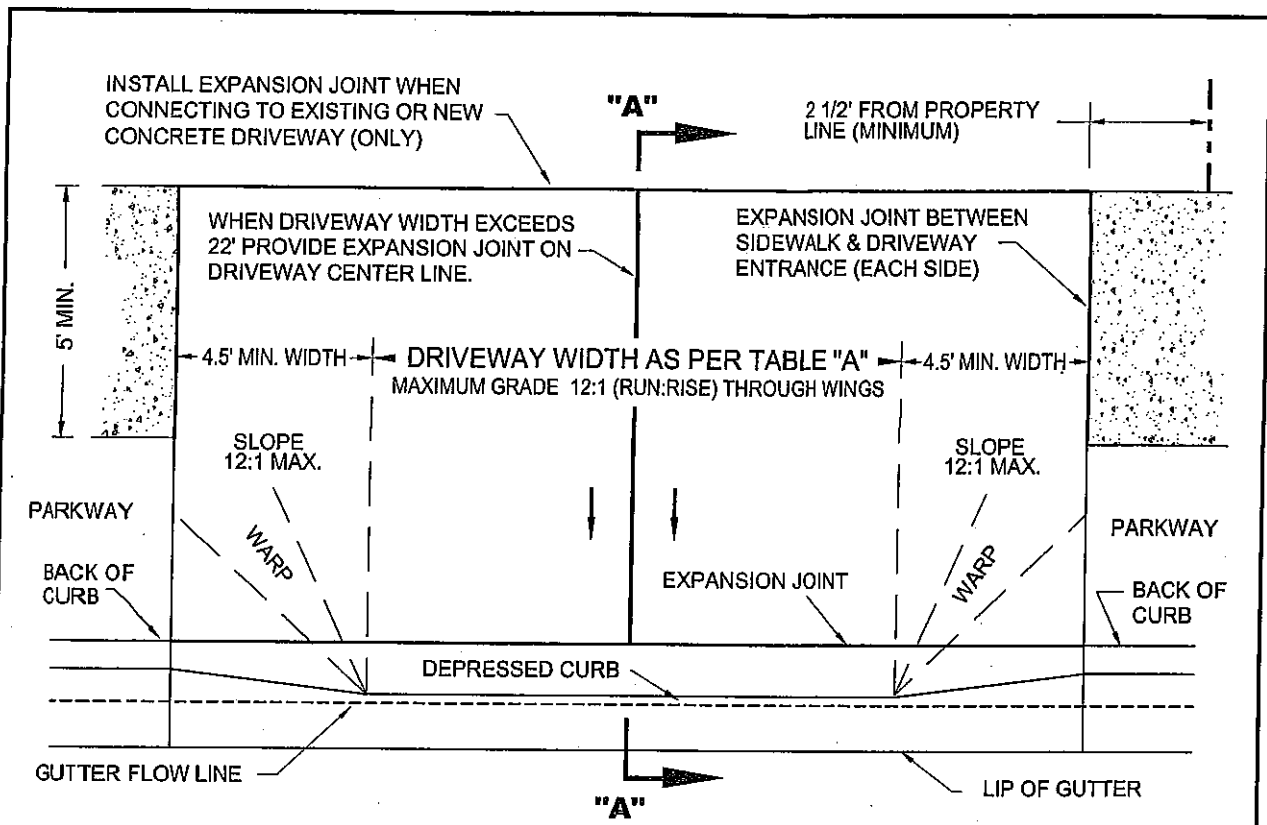 INSTALL EXPANSION JOINT WHEN
CONNECTING TO EXISTING OR NEW
CONCRETE DRIVEWAY (ONLY)
"A"
2 1/2' FROM PROPERTY
LINE (MINIMUM)
WHEN DRIVEWAY WIDTH EXCEEDS
22' PROVIDE EXPANSION JOINT ON
DRIVEWAY CENTER LINE.
EXPANSION JOINT BETWEEN
SIDEWALK & DRIVEWAY
ENTRANCE (EACH SIDE)
5' MIN.
4.5' MIN. WIDTH
DRIVEWAY WIDTH AS PER TABLE "A"
4.5' MIN. WIDTH
MAXIMUM GRADE 12:1 (RUN:RISE) THROUGH WINGS
SLOPE
12:1 MAX.
SLOPE
12:1 MAX.
PARKWAY
WARP
WARP
PARKWAY
BACK OF
CURB
EXPANSION JOINT
BACK OF
CURB
DEPRESSED CURB
GUTTER FLOW LINE
"A"
LIP OF GUTTER